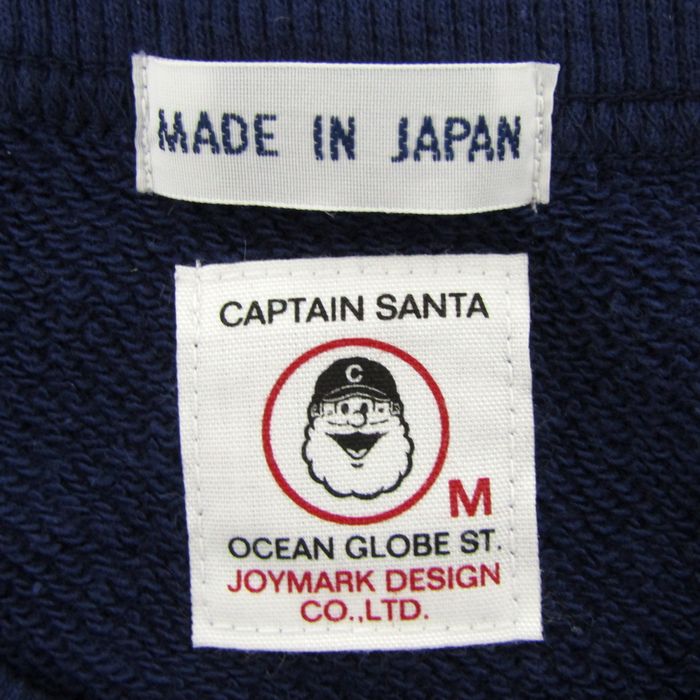 MADE IN JAPAN
CAPTAIN SANTA
C
M
OCEAN GLOBE ST.
JOYMARK DESIGN
CO.,LTD.